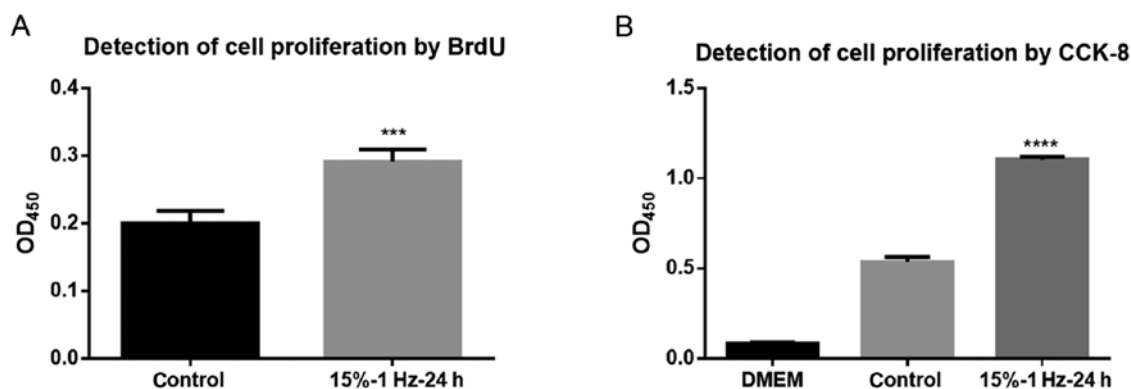 A
Detection of cell proliferation by BrdU
0.4
0.3
0.2
0.1
0.0
OD450
***
Control
15%-1 Hz-24 h
B
Detection of cell proliferation by CCK-8
1.5
1.0
0.5
0.0
OD450
****
DMEM
Control
15%-1 Hz-24 h